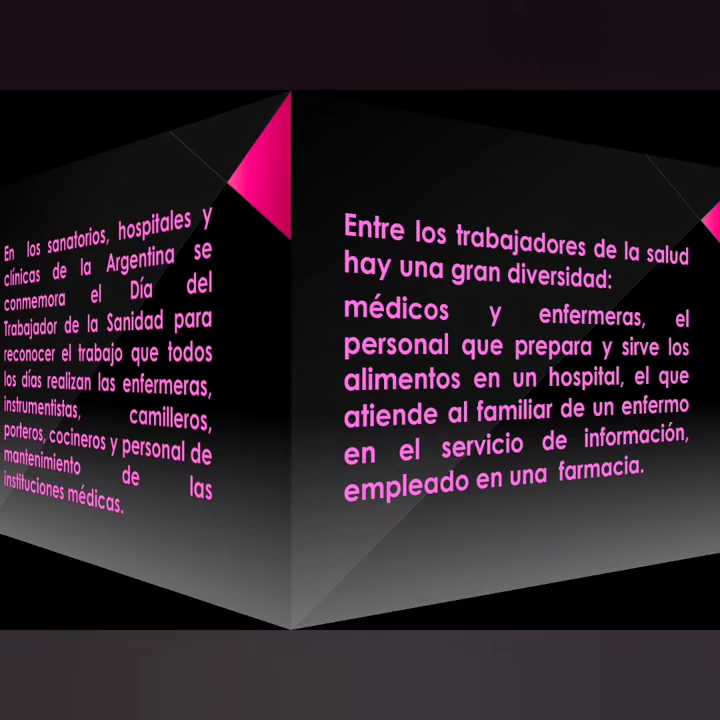 En los sanatorios, hospitales y
clínicas de la Argentina se
conmemora el Día del
Trabajador de la Sanidad para
reconocer el trabajo que todos
los días realizan las enfermeras,
instrumentistas, camilleros,
porteros, cocineros y personal de
mantenimiento de las
instituciones médicas.
Entre los trabajadores de la salud
hay una gran diversidad:
médicos y enfermeras, el
personal que prepara y sirve los
alimentos en un hospital, el que
atiende al familiar de un enfermo
en el servicio de información,
empleado en una farmacia.